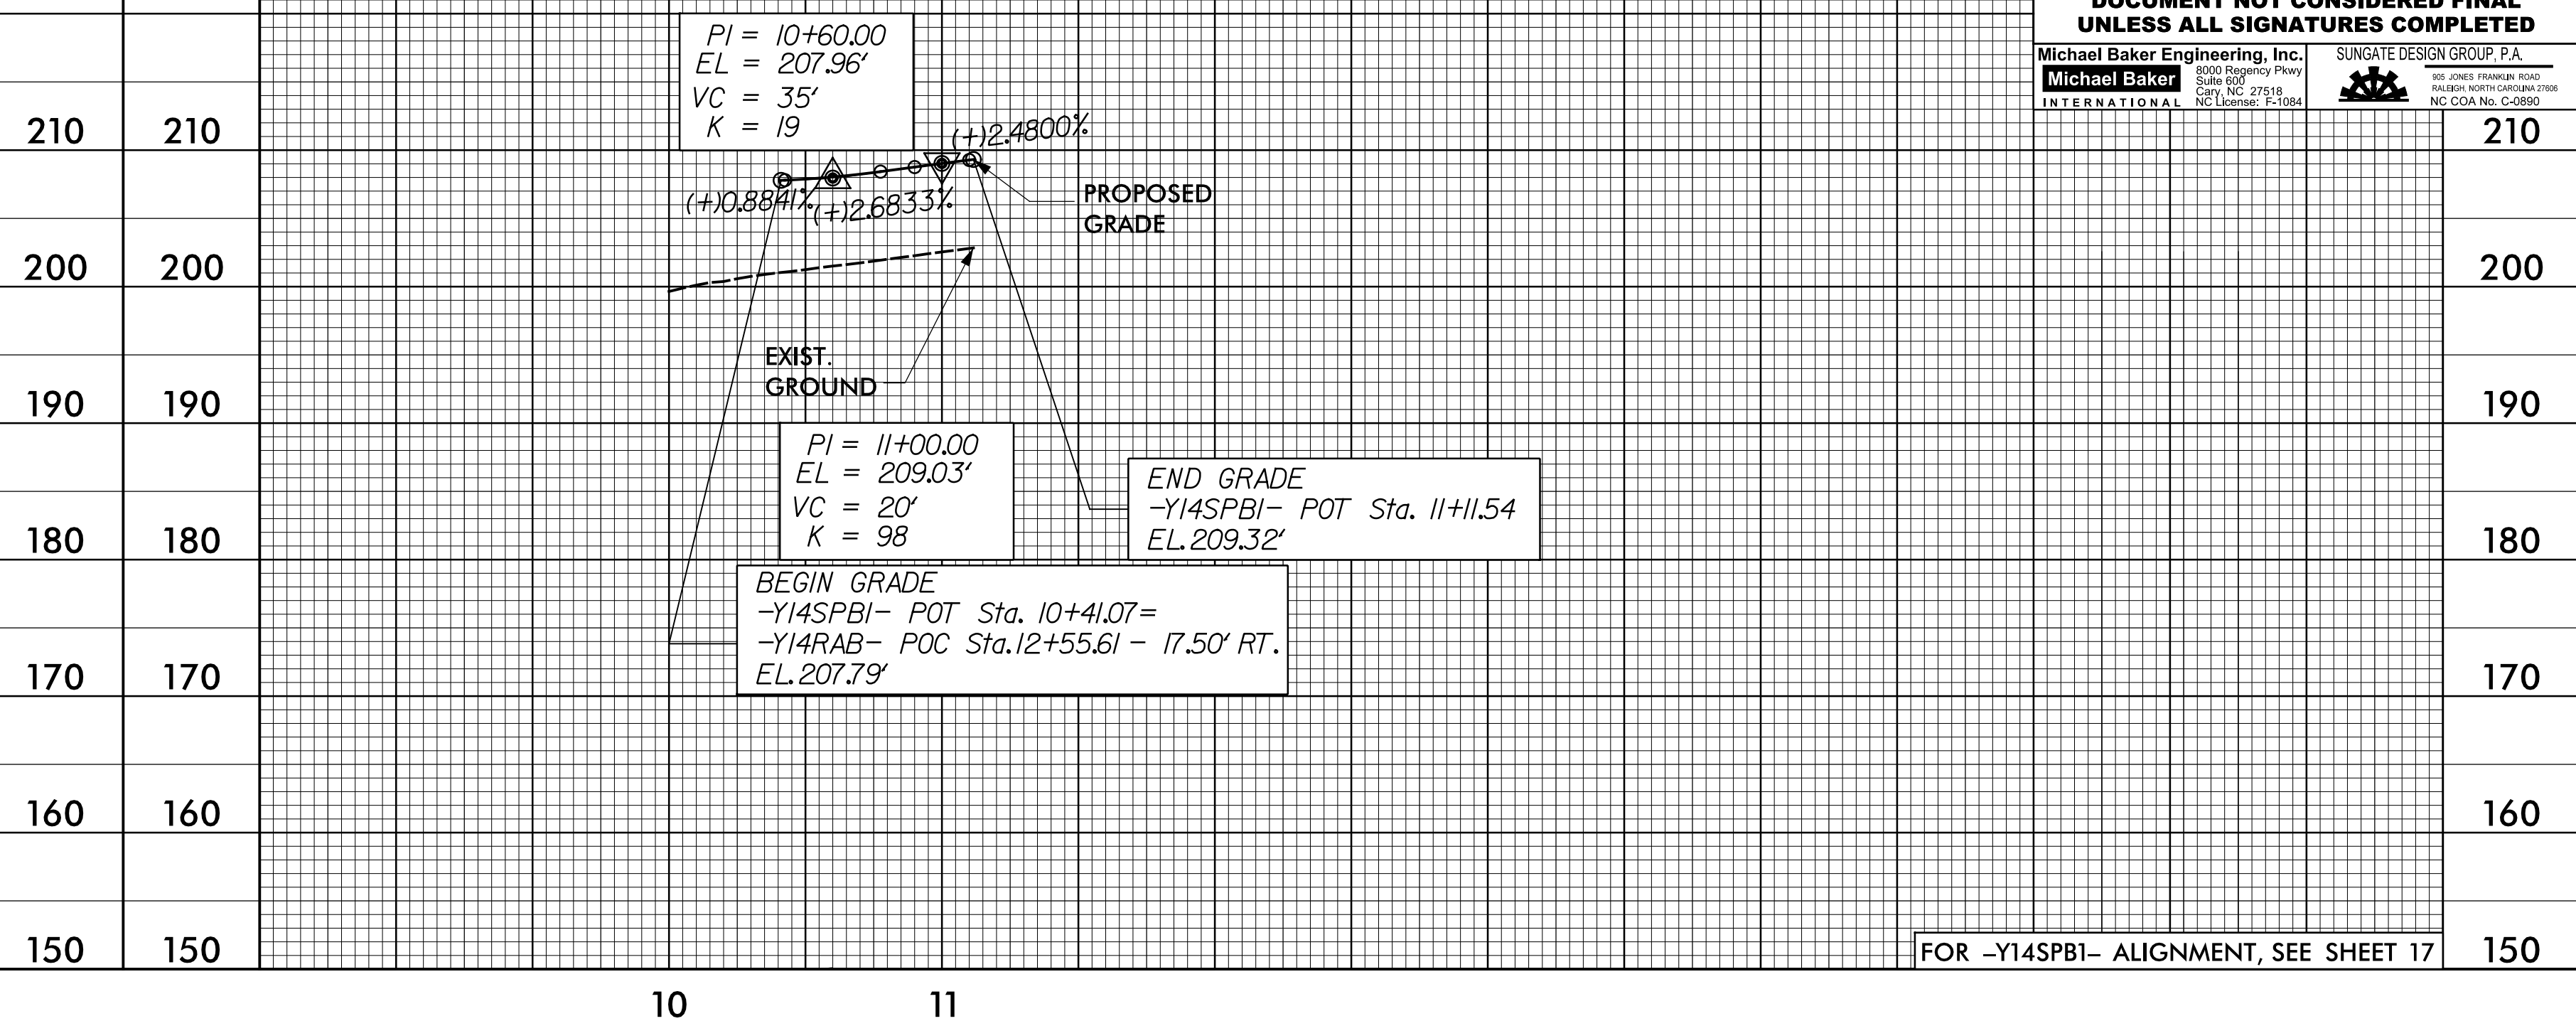 DOCUMENT NOT CONSIDERED FINAL
UNLESS ALL SIGNATURES COMPLETED
Michael Baker Engineering, Inc.
Michael Baker
INTERNATIONAL
8000 Regency Pkwy
Suite 600
Cary, NC 27518
NC License: F-1084
SUNGATE DESIGN GROUP, P.A.
905 JONES FRANKLIN ROAD
RALEIGH, NORTH CAROLINA 27606
NC COA No. C-0890
PI = 10+60.00
EL = 207.96'
VC = 35'
K = 19
210 210 210
(+)2.4800%
(+)0.8841%
(+)2.6833%
PROPOSED
GRADE
200 200 200
EXIST.
GROUND
190 190 190
PI = 11+00.00
EL = 209.03'
VC = 20'
K = 98
END GRADE
-Y14SPB1- POT Sta. 11+11.54
EL. 209.32'
180 180 180
BEGIN GRADE
-Y14SPB1- POT Sta. 10+41.07=
-Y14RAB- POC Sta. 12+55.61 - 17.50' RT.
EL. 207.79'
170 170 170
160 160 160
150 150 150
FOR -Y14SPB1- ALIGNMENT, SEE SHEET 17
10 11